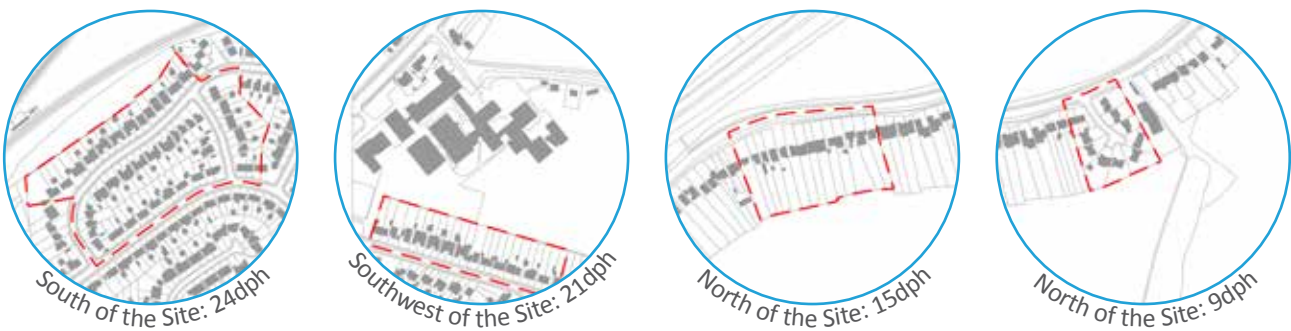 South of the Site: 24dph
Southwest of the Site: 21dph
North of the Site: 15dph
North of the Site: 9dph